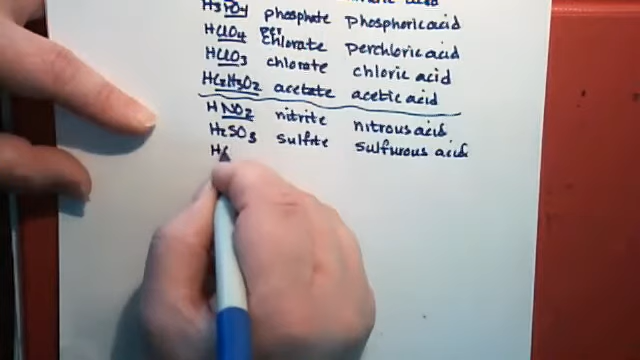 acid
H3PO4 phosphate phosphoric acid
HClO4 perchlorate perchloric acid
HClO3 chlorate chloric acid
HC2H3O2 acetate acetic acid
HNO2 nitrite nitrous acid
H2SO3 sulfite sulfurous acid
H